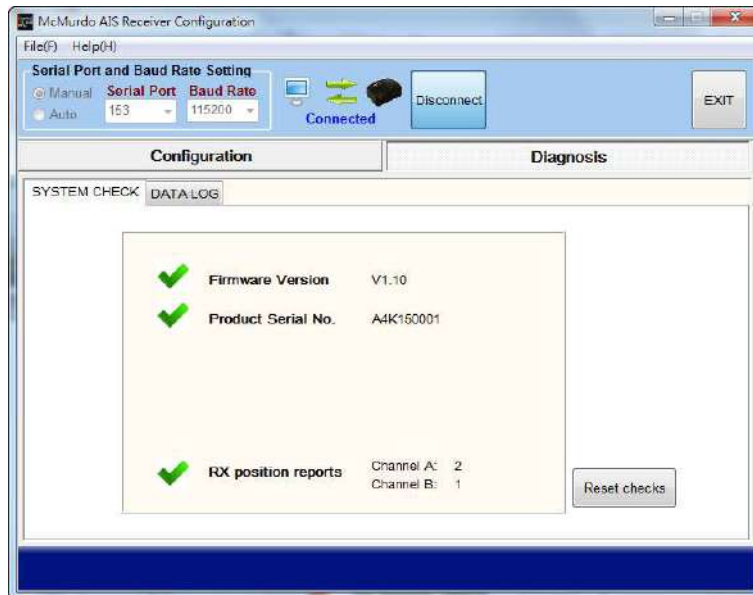 McMurdo AIS Receiver Configuration
File(F) Help(H)
Serial Port and Baud Rate Setting
Manual Serial Port Baud Rate
Auto 153 115200
Connected
Disconnect
EXIT
Configuration Diagnosis
SYSTEM CHECK DATA LOG
Firmware Version V1.10
Product Serial No. A4K150001
RX position reports Channel A: 2
Channel B: 1
Reset checks